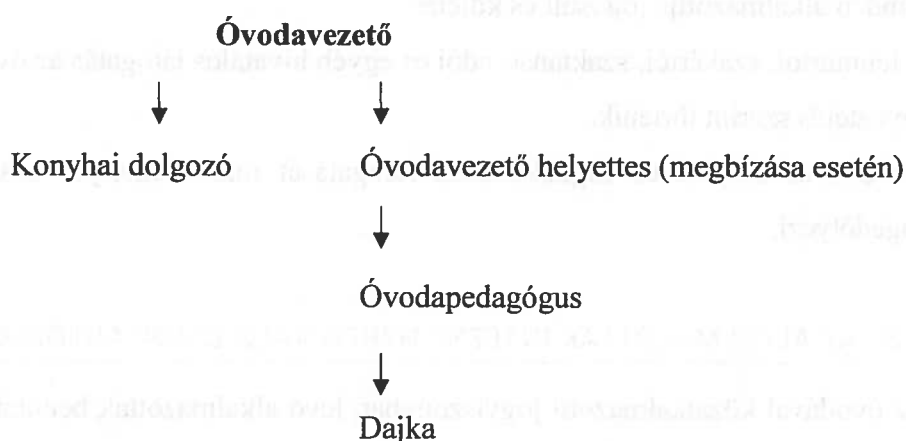 Óvodavezető
Konyhai dolgozó Óvodavezető helyettes (megbízása esetén)
Óvodapedagógus
Dajka